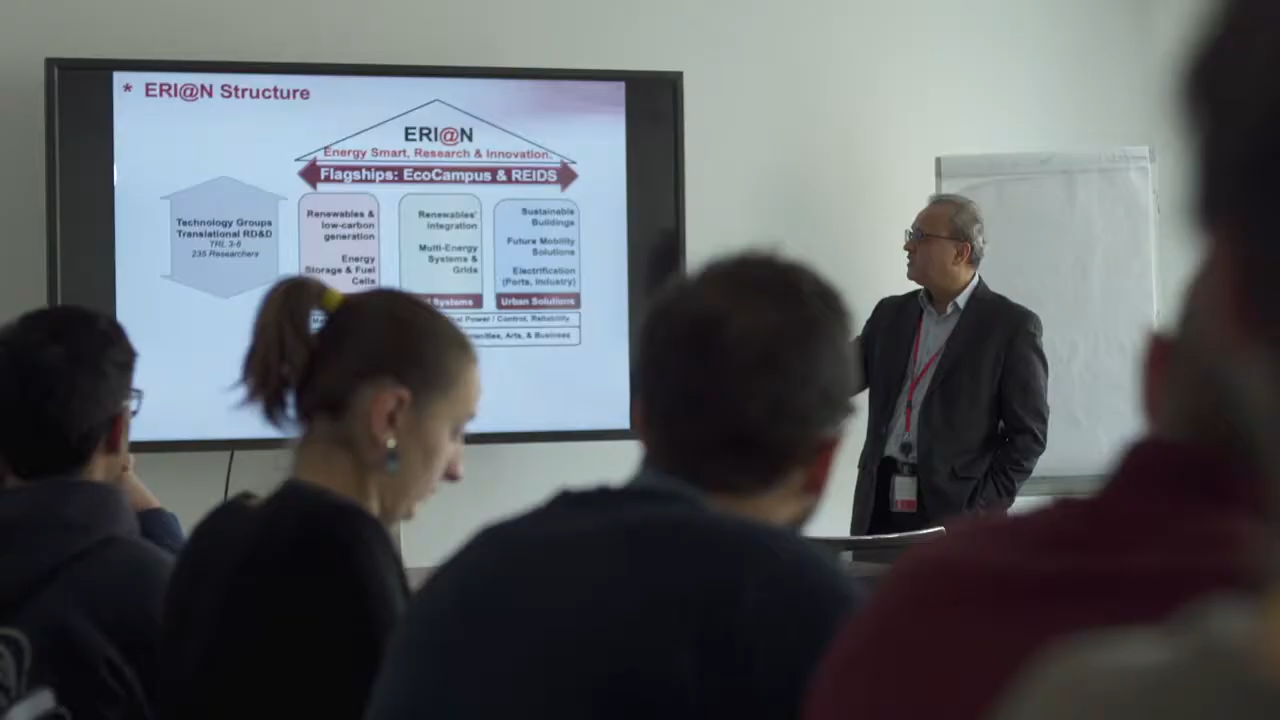 * ERI@N Structure
ERI@N
Energy Smart, Research & Innovation.
Flagships: EcoCampus & REIDS
Technology Groups
Translational RD&D
TRL 3-6
235 Researchers
Renewables &
low-carbon
generation
Energy
Storage & Fuel
Cells
Renewables'
Integration
Multi-Energy
Systems &
Grids
Systems
Sustainable
Buildings
Future Mobility
Solutions
Electrification
(Ports, Industry)
Urban Solutions
Power / Control, Reliability
Arts, & Business